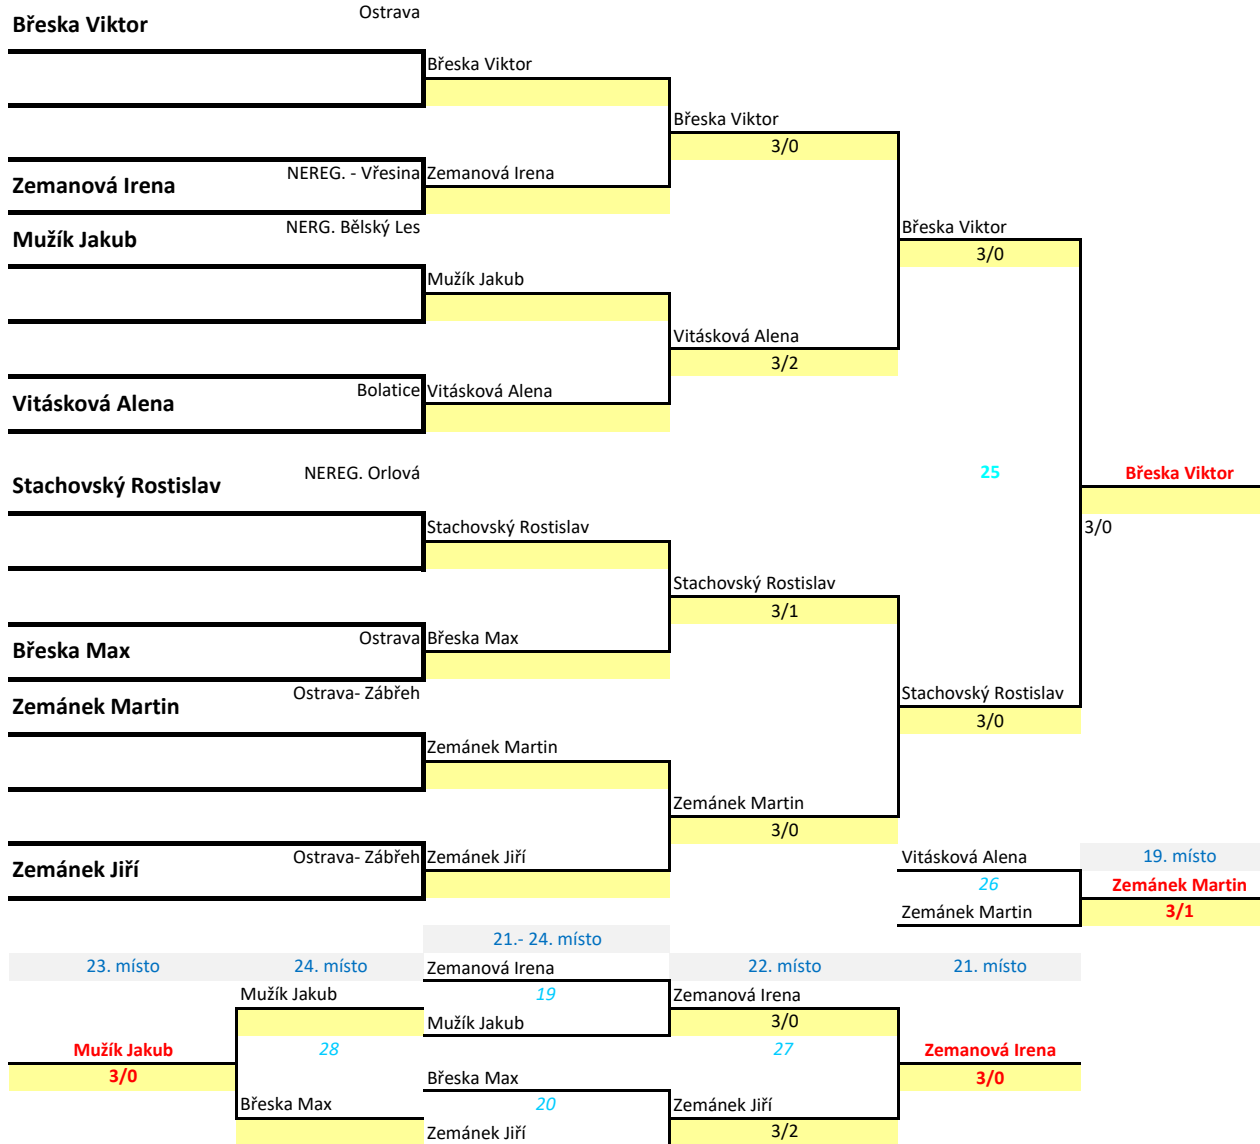 Břeska Viktor Ostrava
Břeska Viktor
Břeska Viktor
3/0
Zemanová Irena NEREG. - Vřesina Zemanová Irena
Mužík Jakub NERG. Bělský Les
Břeska Viktor
3/0
Mužík Jakub
Vitásková Alena
3/2
Vitásková Alena Bolatice Vitásková Alena
Stachovský Rostislav NEREG. Orlová 25 Břeska Viktor
Stachovský Rostislav 3/0
Stachovský Rostislav
3/1
Břeska Max Ostrava Břeska Max
Zemánek Martin Ostrava- Zábřeh Stachovský Rostislav
3/0
Zemánek Martin
Zemánek Martin
3/0
Zemánek Jiří Ostrava- Zábřeh Zemánek Jiří Vitásková Alena 19. místo
26 Zemánek Martin
Zemánek Martin 3/1
21.- 24. místo
23. místo 24. místo Zemanová Irena 22. místo 21. místo
Mužík Jakub 19 Zemanová Irena
Mužík Jakub 3/0
Mužík Jakub 28 27 Zemanová Irena
3/0 Břeska Max 3/0
Břeska Max 20 Zemánek Jiří
Zemánek Jiří 3/2